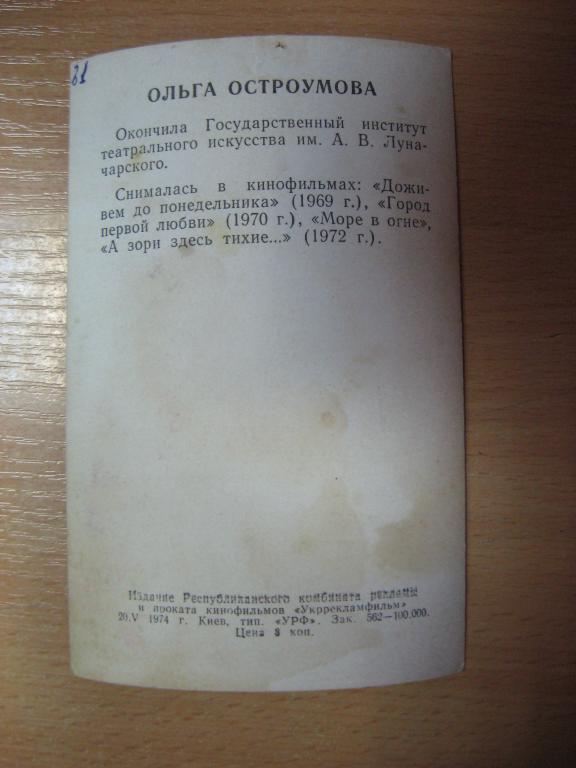 81
ОЛЬГА ОСТРОУМОВА
Окончила Государственный институт
театрального искусства им. А. В. Луна-
чарского.
Снималась в кинофильмах: «Дожи-
вем до понедельника» (1969 г.), «Город
первой любви» (1970 г.), «Море в огне»,
«А зори здесь тихие...» (1972 г.).
Издание Республиканского комбината рекламы
и проката кинофильмов «Укррекламфильм»
20.V 1974 г. Киев, тип. «УРФ». Зак. 562—100.000.
Цена 8 коп.